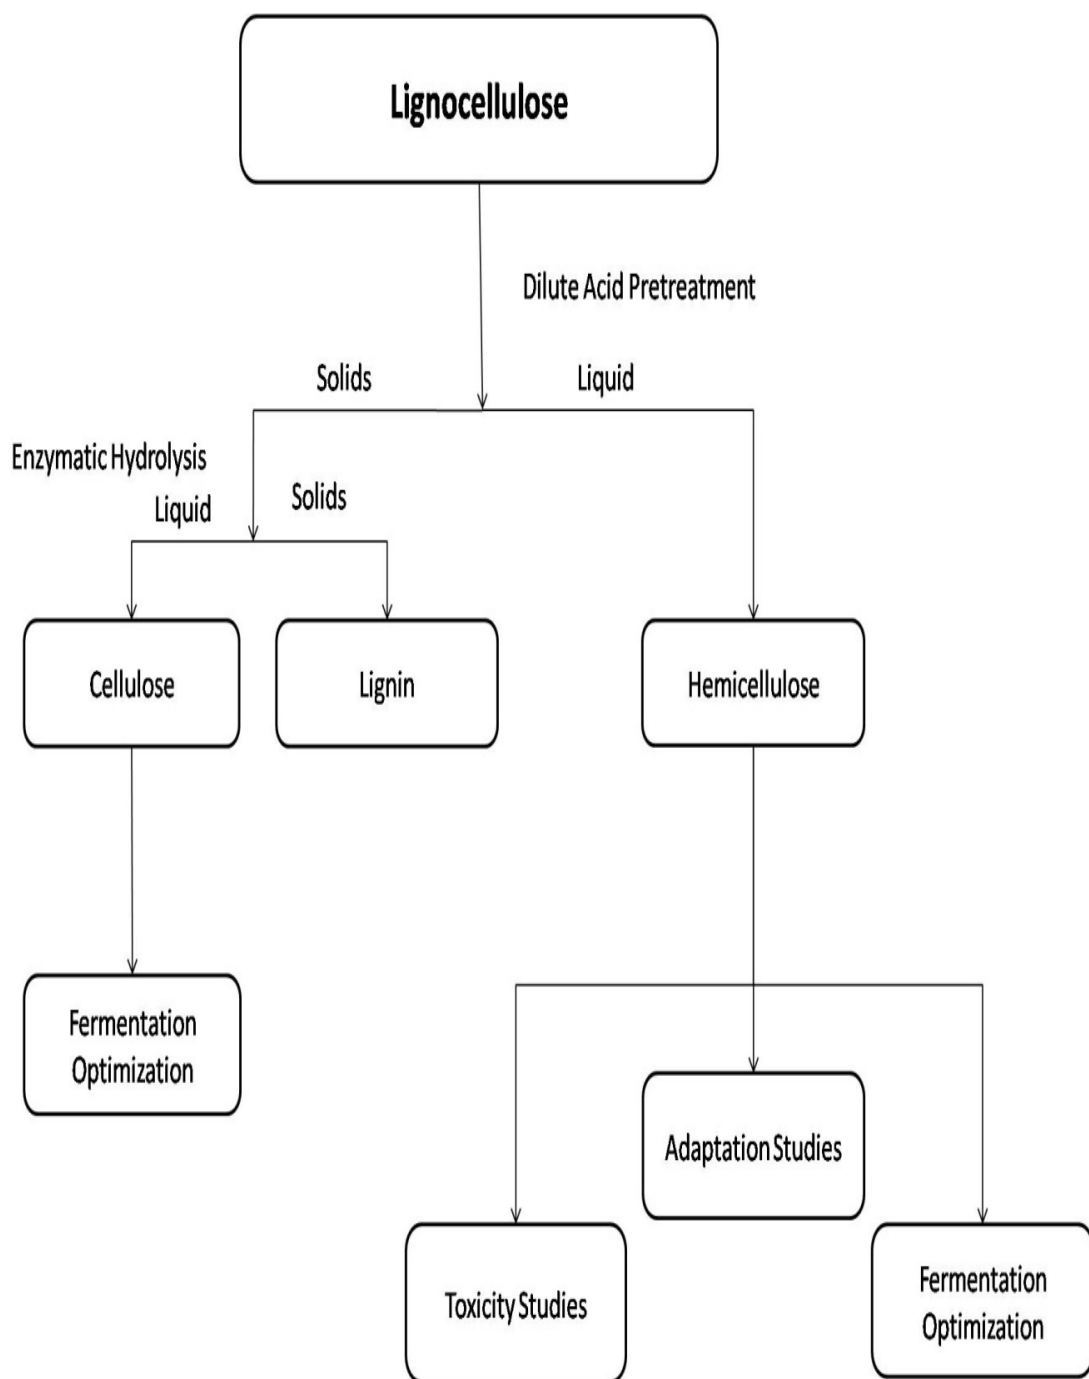 Lignocellulose
Dilute Acid Pretreatment
Solids
Liquid
Enzymatic Hydrolysis
Liquid
Solids
Cellulose
Lignin
Hemicellulose
Fermentation
Optimization
Adaptation Studies
Toxicity Studies
Fermentation
Optimization